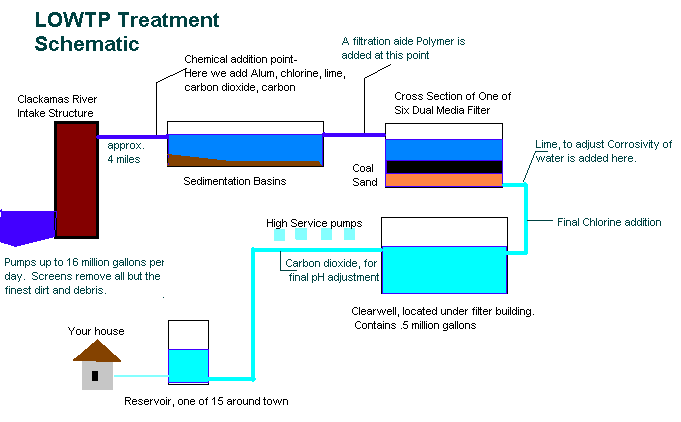 LOWTP Treatment
Schematic
A filtration aide Polymer is
added at this point
Chemical addition point-
Here we add Alum, chlorine, lime,
carbon dioxide, carbon
Clackamas River
Intake Structure
Cross Section of One of
Six Dual Media Filter
approx.
4 miles
Lime, to adjust Corrosivity of
water is added here.
Coal
Sand
Sedimentation Basins
High Service pumps
Final Chlorine addition
Pumps up to 16 million gallons per
day. Screens remove all but the
finest dirt and debris.
Carbon dioxide, for
final pH adjustment
Clearwell, located under filter building.
Contains .5 million gallons
Your house
Reservoir, one of 15 around town